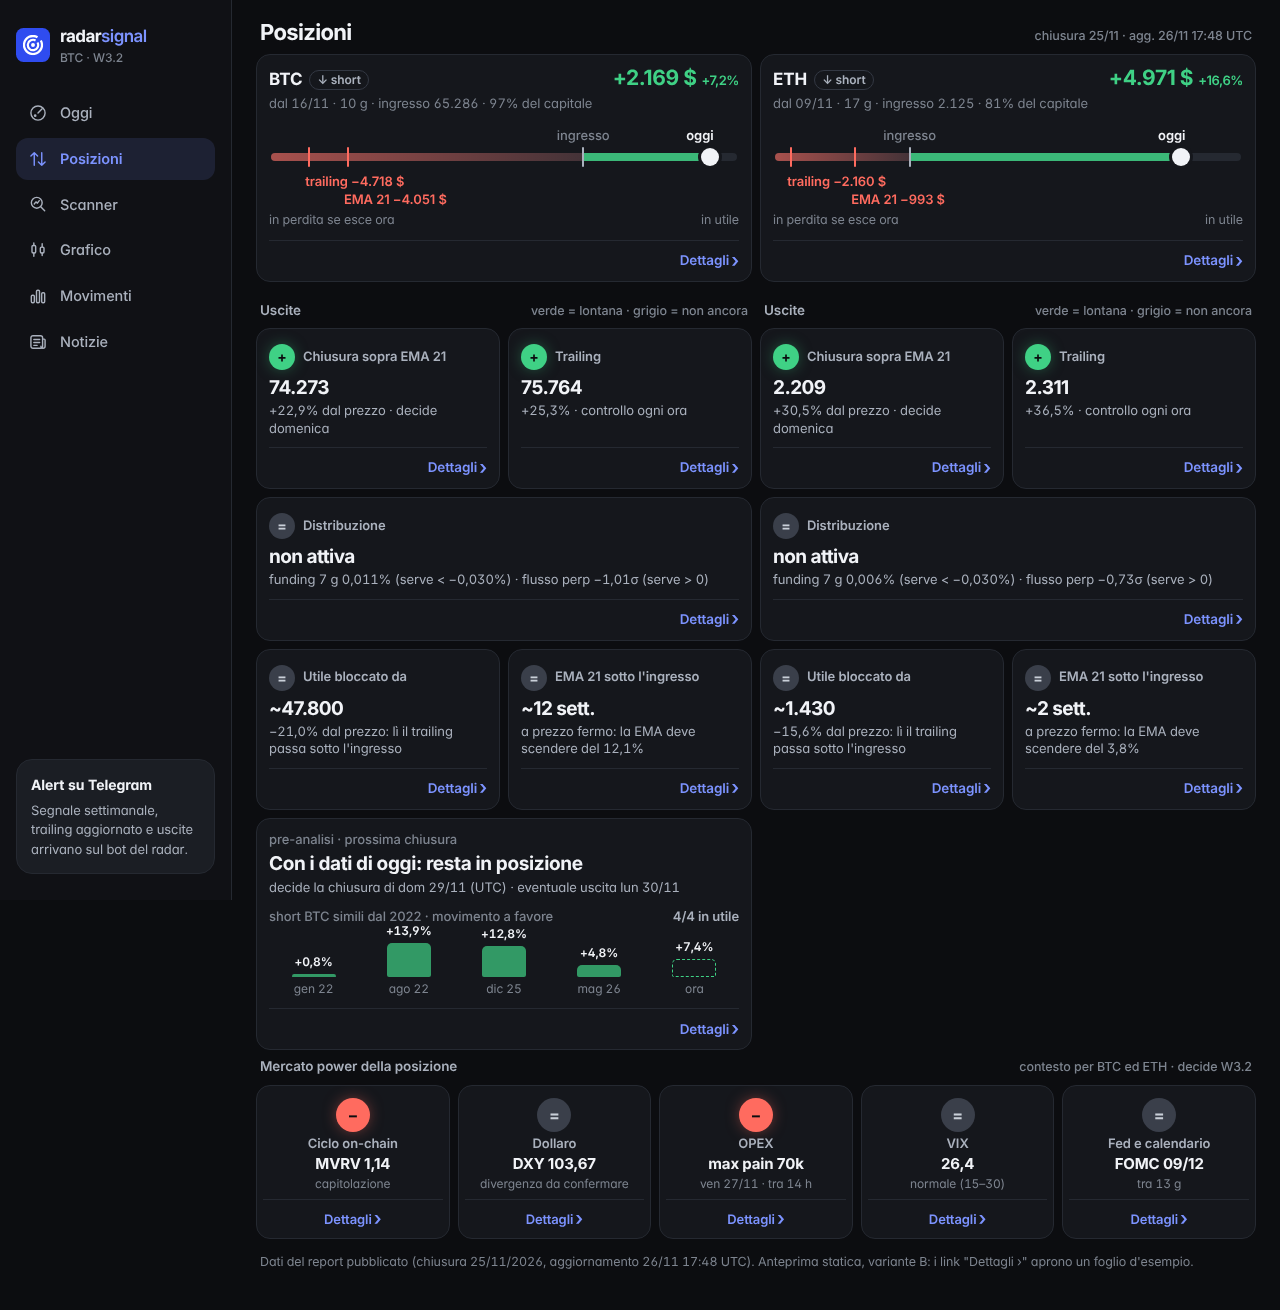 radarsignal
BTC · W3.2
Oggi
Posizioni
Scanner
Grafico
Movimenti
Notizie
Alert su Telegram
Segnale settimanale,
trailing aggiornato e uscite
arrivano sul bot del radar.
Posizioni
chiusura 25/11 · agg. 26/11 17:48 UTC
BTC ↓ short +2.169 $ +7,2%
dal 16/11 · 10 g · ingresso 65.286 · 97% del capitale
ingresso oggi
trailing −4.718 $
EMA 21 −4.051 $
in perdita se esce ora in utile
Dettagli ›
ETH ↓ short +4.971 $ +16,6%
dal 09/11 · 17 g · ingresso 2.125 · 81% del capitale
ingresso oggi
trailing −2.160 $
EMA 21 −993 $
in perdita se esce ora in utile
Dettagli ›
Uscite verde = lontana · grigio = non ancora
Uscite verde = lontana · grigio = non ancora
+ Chiusura sopra EMA 21
74.273
+22,9% dal prezzo · decide
domenica
Dettagli ›
+ Trailing
75.764
+25,3% · controllo ogni ora
Dettagli ›
+ Chiusura sopra EMA 21
2.209
+30,5% dal prezzo · decide
domenica
Dettagli ›
+ Trailing
2.311
+36,5% · controllo ogni ora
Dettagli ›
= Distribuzione
non attiva
funding 7 g 0,011% (serve < −0,030%) · flusso perp −1,01σ (serve > 0)
Dettagli ›
= Distribuzione
non attiva
funding 7 g 0,006% (serve < −0,030%) · flusso perp −0,73σ (serve > 0)
Dettagli ›
= Utile bloccato da
~47.800
−21,0% dal prezzo: lì il trailing
passa sotto l'ingresso
Dettagli ›
= EMA 21 sotto l'ingresso
~12 sett.
a prezzo fermo: la EMA deve
scendere del 12,1%
Dettagli ›
= Utile bloccato da
~1.430
−15,6% dal prezzo: lì il trailing
passa sotto l'ingresso
Dettagli ›
= EMA 21 sotto l'ingresso
~2 sett.
a prezzo fermo: la EMA deve
scendere del 3,8%
Dettagli ›
pre-analisi · prossima chiusura
Con i dati di oggi: resta in posizione
decide la chiusura di dom 29/11 (UTC) · eventuale uscita lun 30/11
short BTC simili dal 2022 · movimento a favore 4/4 in utile
+0,8% +13,9% +12,8% +4,8% +7,4%
gen 22 ago 22 dic 25 mag 26 ora
Dettagli ›
Mercato power della posizione contesto per BTC ed ETH · decide W3.2
−
Ciclo on-chain
MVRV 1,14
capitolazione
Dettagli ›
=
Dollaro
DXY 103,67
divergenza da confermare
Dettagli ›
−
OPEX
max pain 70k
ven 27/11 · tra 14 h
Dettagli ›
=
VIX
26,4
normale (15–30)
Dettagli ›
=
Fed e calendario
FOMC 09/12
tra 13 g
Dettagli ›
Dati del report pubblicato (chiusura 25/11/2026, aggiornamento 26/11 17:48 UTC). Anteprima statica, variante B: i link "Dettagli ›" aprono un foglio d'esempio.